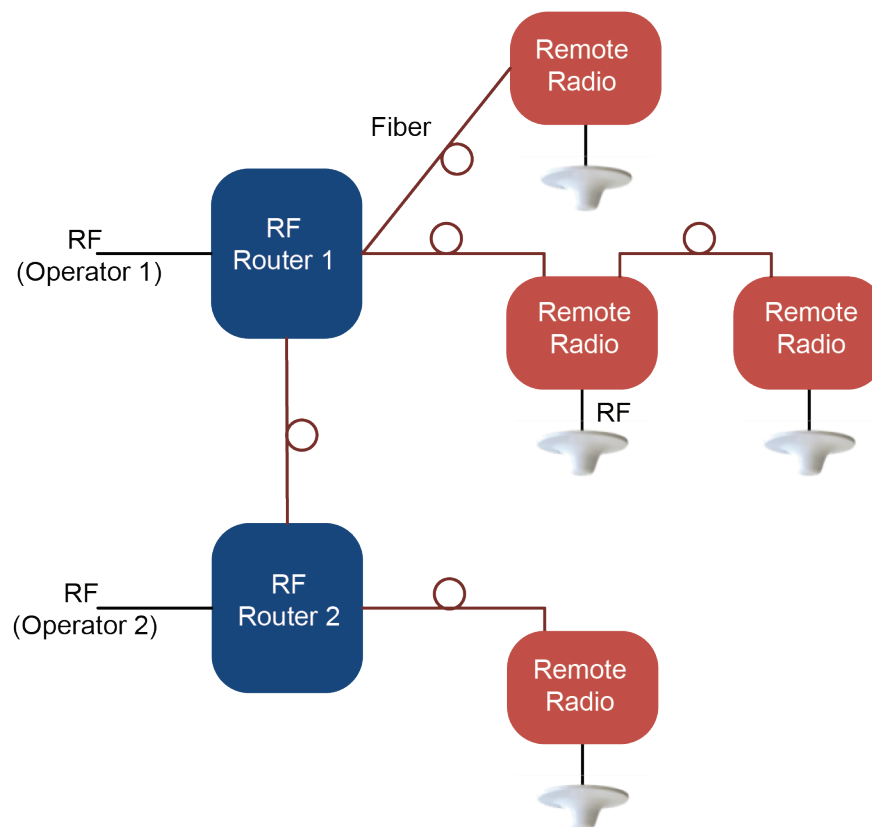 Remote
Radio
Fiber
RF
(Operator 1)
RF
Router 1
Remote
Radio
Remote
Radio
RF
RF
(Operator 2)
RF
Router 2
Remote
Radio